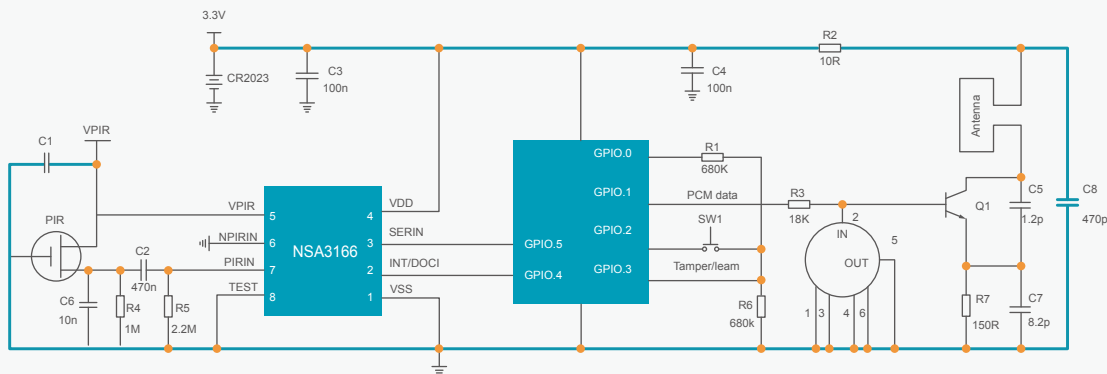 3.3V
R2
10R
CR2023
C3
100n
C4
100n
Antenna
C1
VPIR
R1
680K
GPIO.0
GPIO.1
PCM data
R3
18K
GPIO.2
SW1
GPIO.3
Tamper/leam
GPIO.5
GPIO.4
R6
680k
VPIR
5
VDD
4
NPIRIN
6
NSA3166
SERIN
3
PIRIN
7
INT/DOCI
2
TEST
8
VSS
1
PIR
C2
470n
C6
10n
R4
1M
R5
2.2M
2
IN
5
OUT
1
3
4
6
Q1
C5
1.2p
C8
470p
R7
150R
C7
8.2p